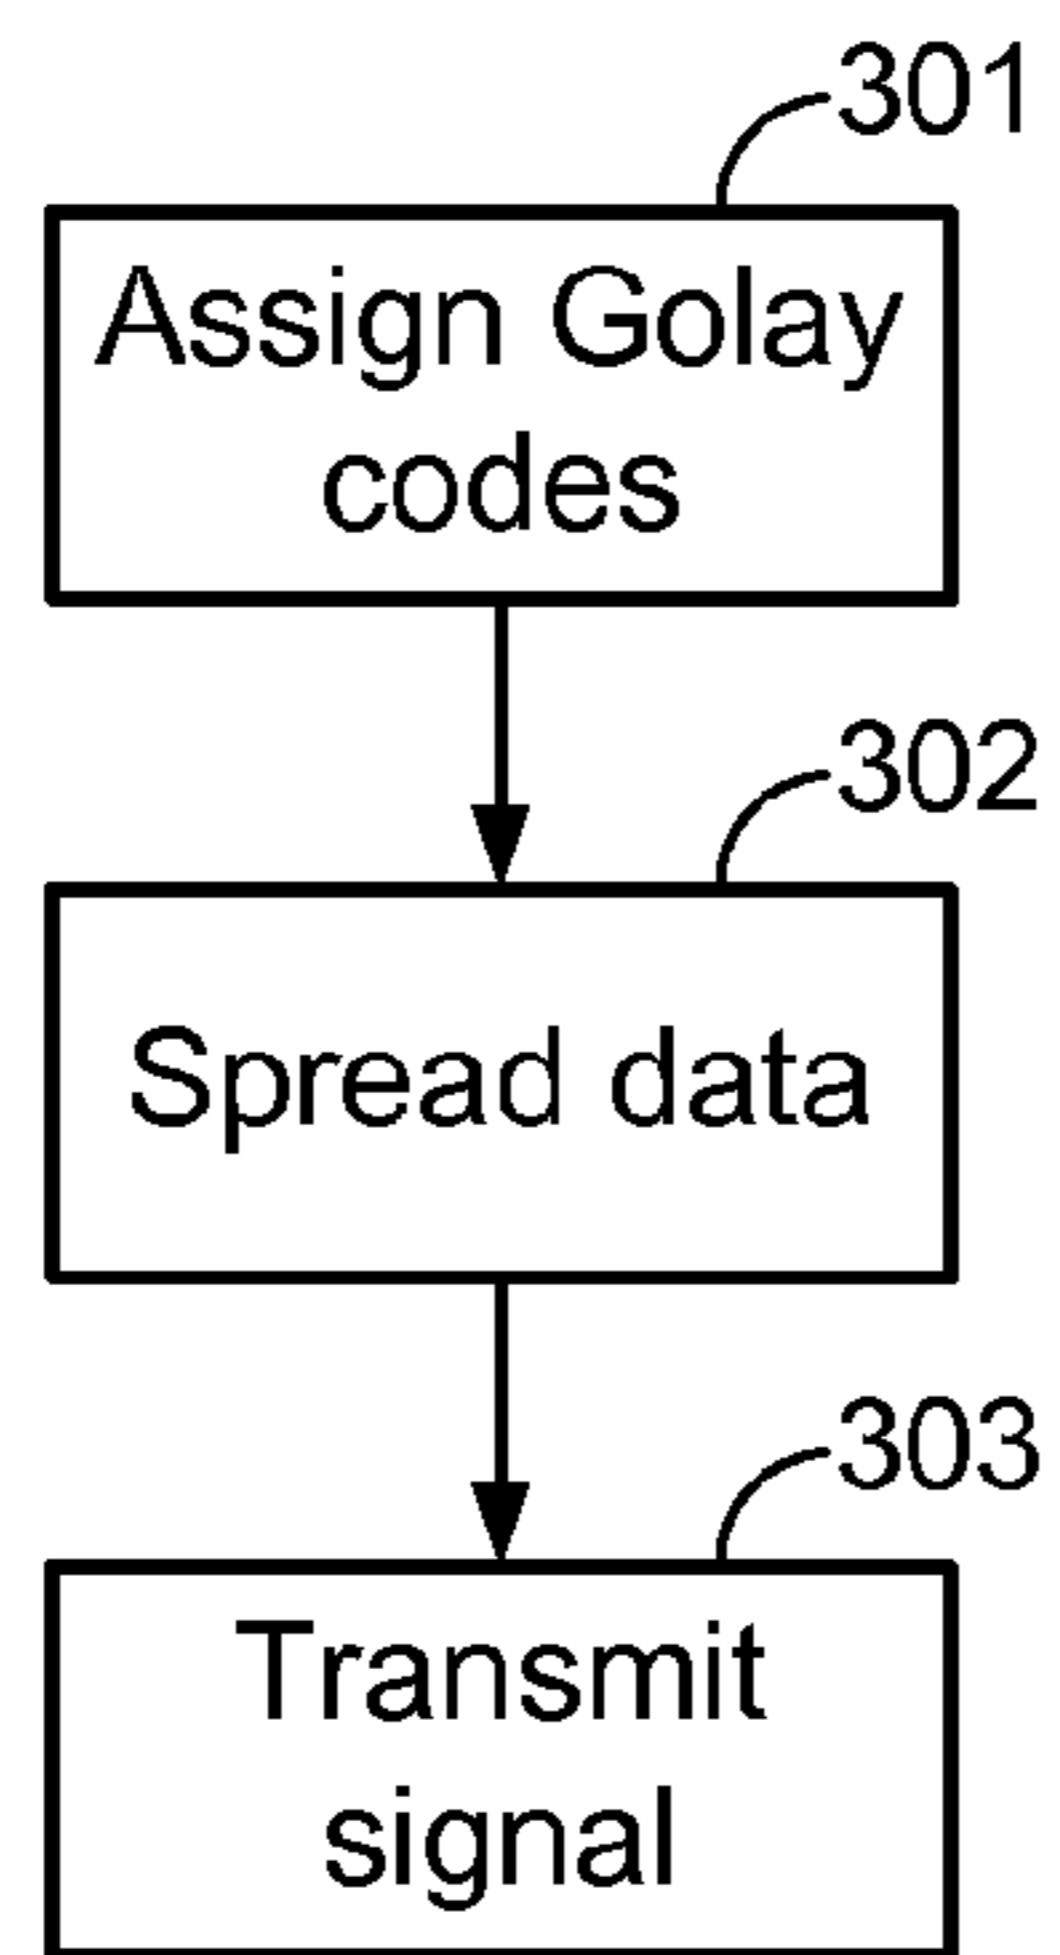 301
Assign Golay
codes
302
Spread data
303
Transmit
signal